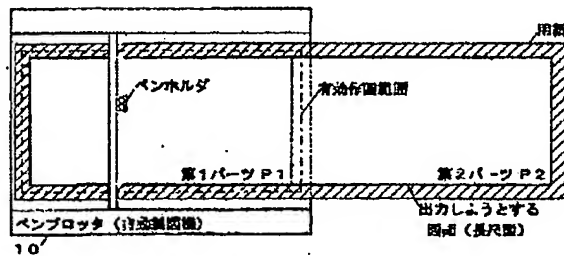 用紙
ペンホルダ
有効作図範囲
第1パーツ P1
第2パーツ P2
ペンプロッタ(自動製図機)
出力しようとする
図面(長尺図)
10